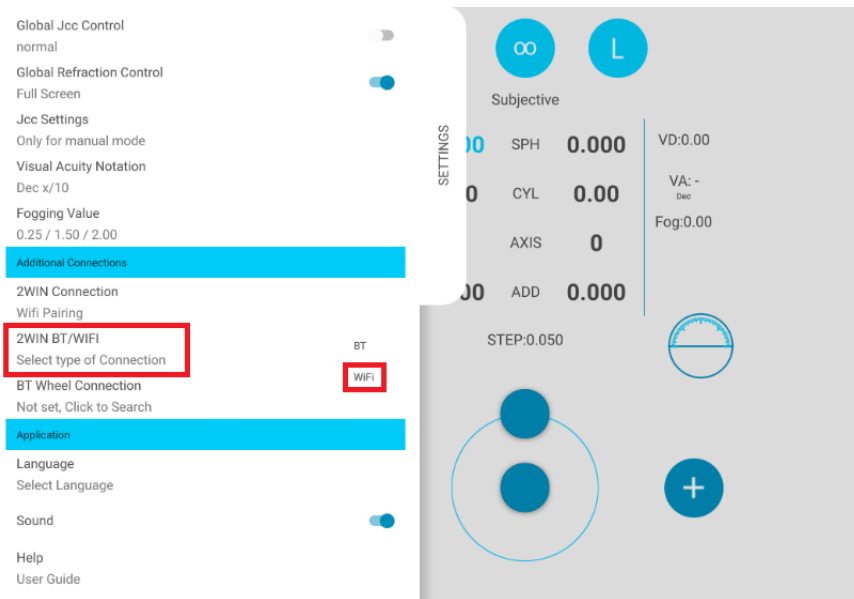 Global Jcc Control
normal
Global Refraction Control
Full Screen
Jcc Settings
Only for manual mode
Visual Acuity Notation
Dec x/10
Fogging Value
0.25 / 1.50 / 2.00
Additional Connections
2WIN Connection
Wifi Pairing
2WIN BT/WIFI
Select type of Connection
BT
WiFi
BT Wheel Connection
Not set, Click to Search
Application
Language
Select Language
Sound
Help
User Guide
SETTINGS
∞ L
Subjective
00 SPH 0.000
0 CYL 0.00
AXIS 0
00 ADD 0.000
VD:0.00
VA: -
Dec
Fog:0.00
STEP:0.050
+